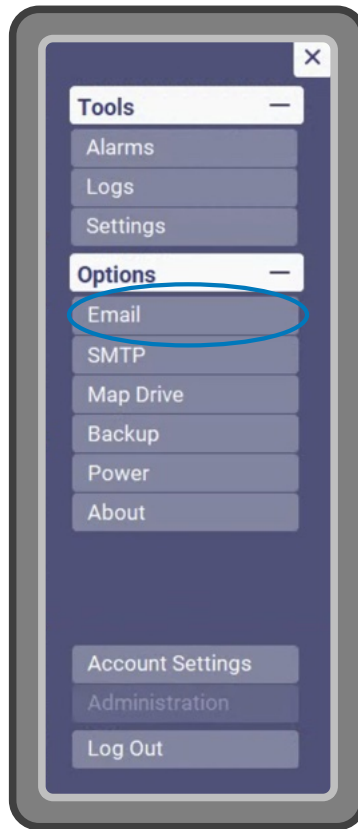 ×
Tools —
Alarms
Logs
Settings
Options —
Email
SMTP
Map Drive
Backup
Power
About
Account Settings
Administration
Log Out